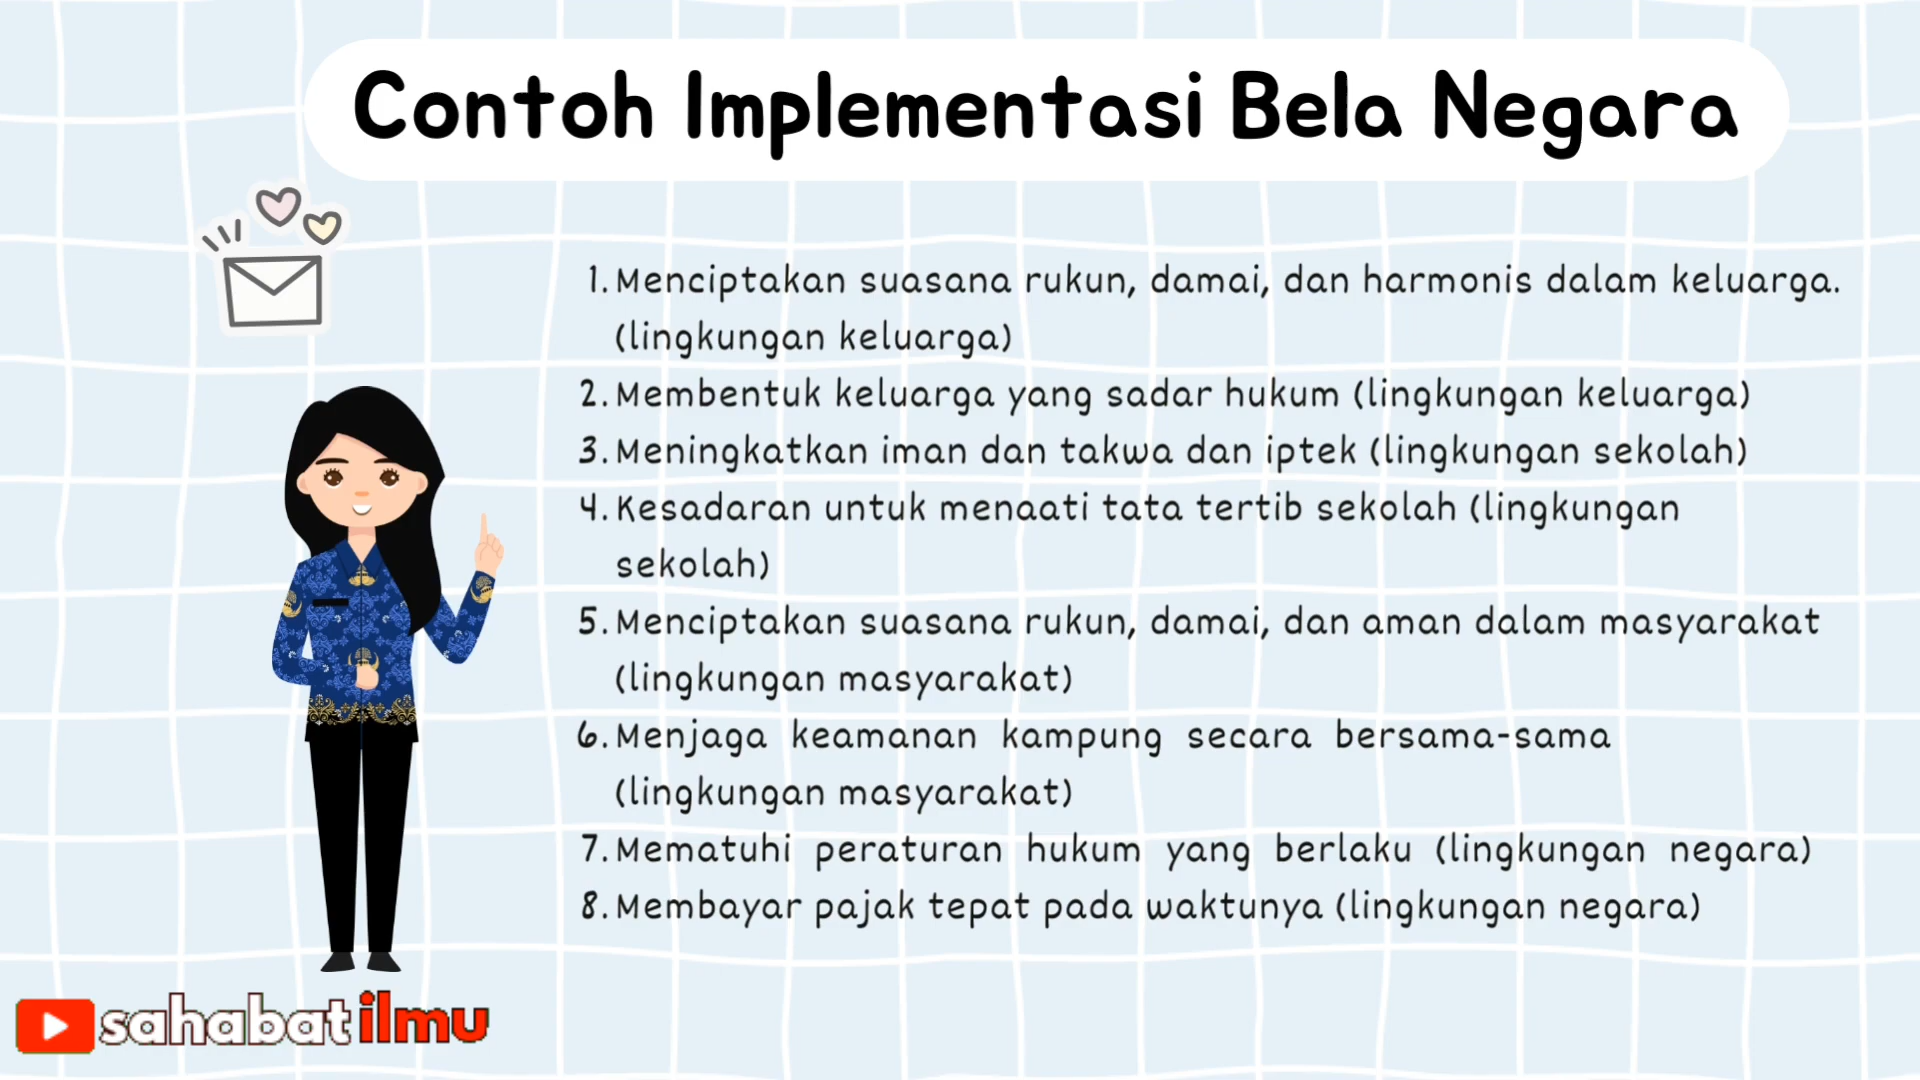 Contoh Implementasi Bela Negara
1. Menciptakan suasana rukun, damai, dan harmonis dalam keluarga.
(lingkungan keluarga)
2. Membentuk keluarga yang sadar hukum (lingkungan keluarga)
3. Meningkatkan iman dan takwa dan iptek (lingkungan sekolah)
4. Kesadaran untuk menaati tata tertib sekolah (lingkungan
sekolah)
5. Menciptakan suasana rukun, damai, dan aman dalam masyarakat
(lingkungan masyarakat)
6. Menjaga keamanan kampung secara bersama-sama
(lingkungan masyarakat)
7. Mematuhi peraturan hukum yang berlaku (lingkungan negara)
8. Membayar pajak tepat pada waktunya (lingkungan negara)
sahabat ilmu